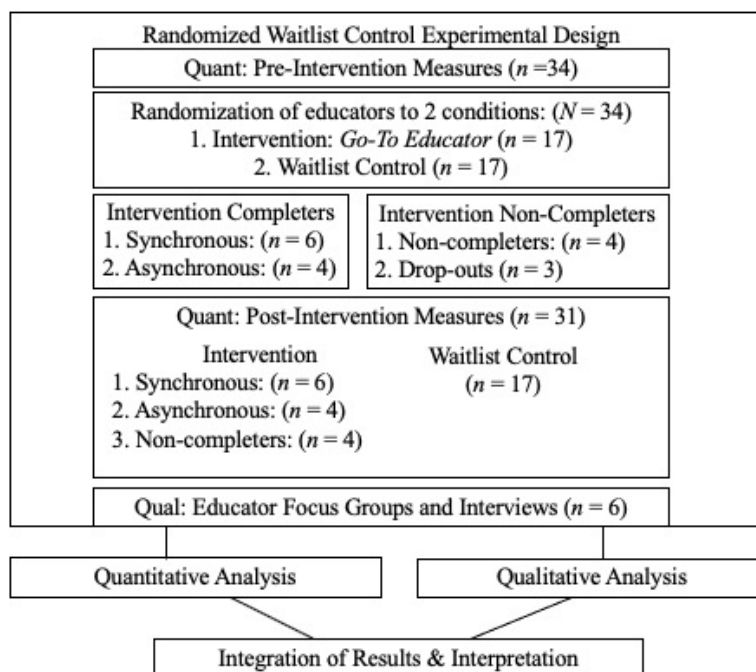 Randomized Waitlist Control Experimental Design
Quant: Pre-Intervention Measures (n =34)
Randomization of educators to 2 conditions: (N = 34)
1. Intervention: Go-To Educator (n = 17)
2. Waitlist Control (n = 17)
Intervention Completers
1. Synchronous: (n = 6)
2. Asynchronous: (n = 4)
Intervention Non-Completers
1. Non-completers: (n = 4)
2. Drop-outs (n = 3)
Quant: Post-Intervention Measures (n = 31)
Intervention
1. Synchronous: (n = 6)
2. Asynchronous: (n = 4)
3. Non-completers: (n = 4)
Waitlist Control
(n = 17)
Qual: Educator Focus Groups and Interviews (n = 6)
Quantitative Analysis
Qualitative Analysis
Integration of Results & Interpretation